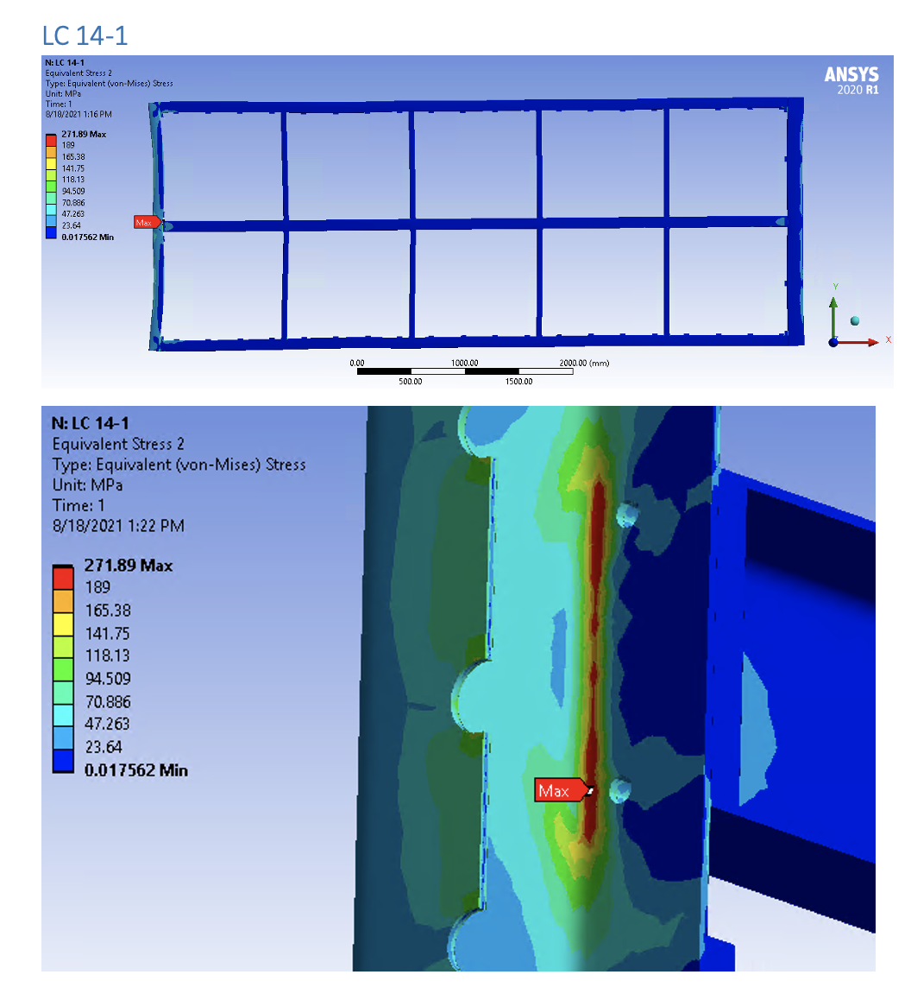 LC 14-1
N: LC 14-1
Equivalent Stress 2
Type: Equivalent (von-Mises) Stress
Unit: MPa
Time: 1
8/18/2021 1:16 PM
271.89 Max
189
165.38
141.75
118.13
94.509
70.886
47.263
23.64
0.017562 Min
ANSYS
2020 R1
Max
Y
X
0.00 1000.00 2000.00 (mm)
500.00 1500.00
N: LC 14-1
Equivalent Stress 2
Type: Equivalent (von-Mises) Stress
Unit: MPa
Time: 1
8/18/2021 1:22 PM
271.89 Max
189
165.38
141.75
118.13
94.509
70.886
47.263
23.64
0.017562 Min
Max